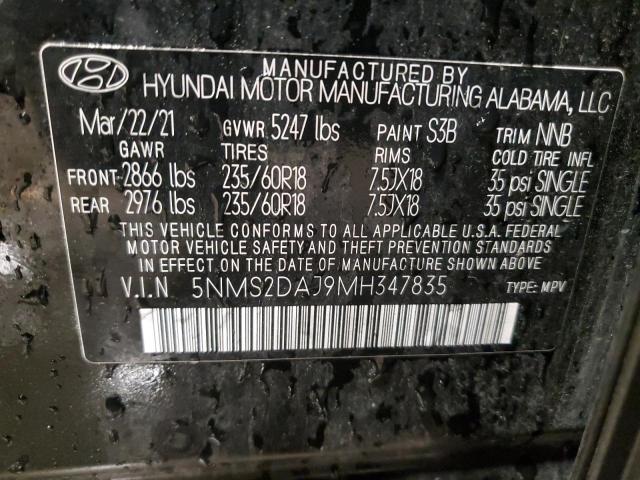 MANUFACTURED BY
HYUNDAI MOTOR MANUFACTURING ALABAMA, LLC
Mar/22/21 GVWR 5247 lbs PAINT S3B TRIM NNB
GAWR TIRES RIMS COLD TIRE INFL
FRONT 2866 lbs 235/60R18 7.5JX18 35 psi SINGLE
REAR 2976 lbs 235/60R18 7.5JX18 35 psi SINGLE
THIS VEHICLE CONFORMS TO ALL APPLICABLE U.S.A. FEDERAL
MOTOR VEHICLE SAFETY AND THEFT PREVENTION STANDARDS
IN EFFECT ON THE DATE OF MANUFACTURE SHOWN ABOVE.
V.I.N 5NMS2DAJ9MH347835 TYPE: MPV